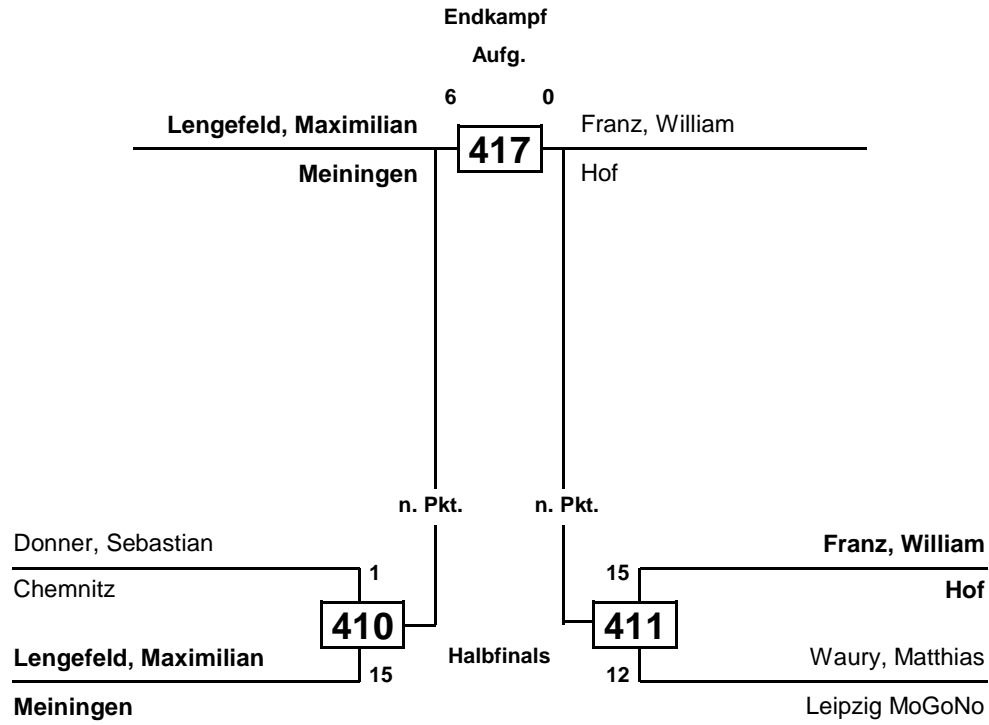 Endkampf
Aufg.
6 0
Lengefeld, Maximilian 417 Franz, William
Meiningen Hof
n. Pkt. n. Pkt.
Donner, Sebastian Franz, William
1 15
Chemnitz Hof
410 411
Lengefeld, Maximilian Halbfinals Waury, Matthias
15 12
Meiningen Leipzig MoGoNo